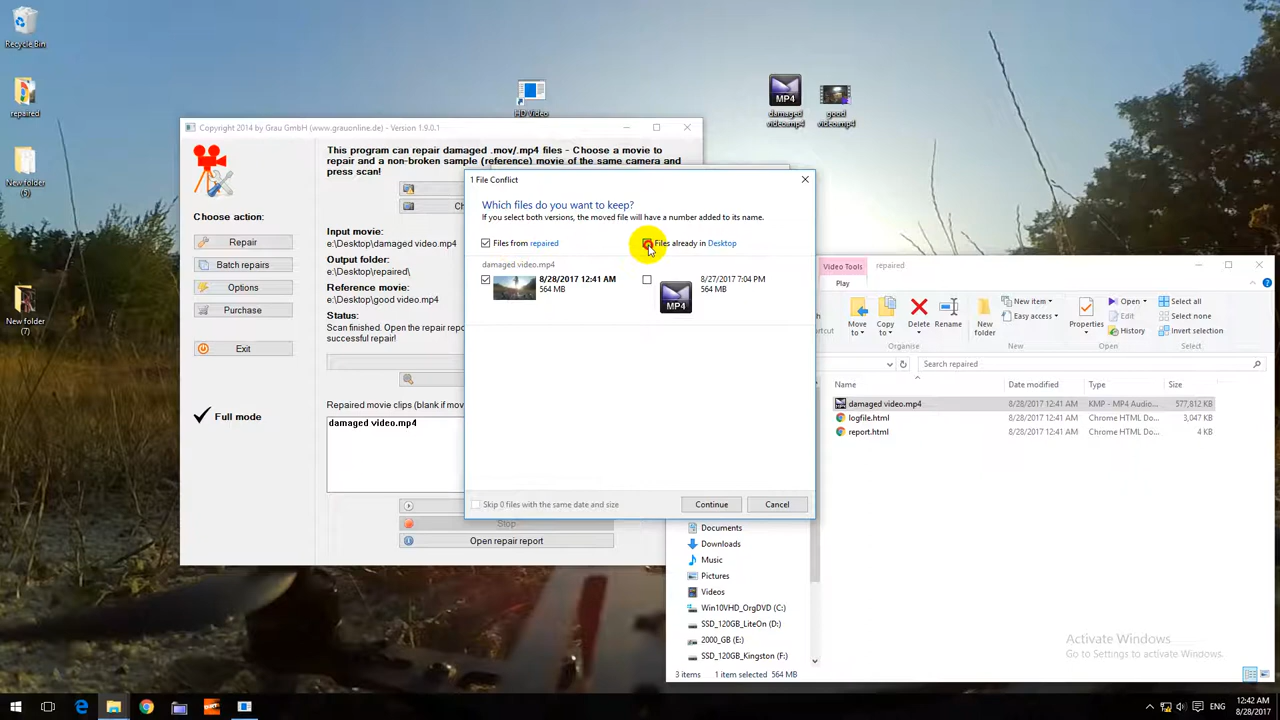 Recycle Bin
repaired
New folder
(5)
New folder
(7)
HD Video
MP4
damaged
video.mp4
good
video.mp4
Copyright 2014 by Grau GmbH (www.grauonline.de) - Version 1.9.0.1
This program can repair damaged .mov/.mp4 files - Choose a movie to
repair and a non-broken sample (reference) movie of the same camera and
press scan!
Choose action:
Repair
Batch repairs
Options
Purchase
Exit
Full mode
Input movie:
e:\Desktop\damaged video.mp4
Output folder:
e:\Desktop\repaired\
Reference movie:
e:\Desktop\good video.mp4
Status:
Scan finished. Open the repair repo
successful repair!
Repaired movie clips (blank if mov
damaged video.mp4
Stop
Open repair report
1 File Conflict
Which files do you want to keep?
If you select both versions, the moved file will have a number added to its name.
Files from repaired
Files already in Desktop
damaged video.mp4
8/28/2017 12:41 AM
564 MB
MP4
8/27/2017 7:04 PM
564 MB
Skip 0 files with the same date and size
Continue
Cancel
Video Tools
repaired
Play
Move
to
Copy
to
Delete
Rename
New
folder
New item
Easy access
Properties
Open
Edit
History
Select all
Select none
Invert selection
Organise
New
Open
Select
Search repaired
Name
Date modified
Type
Size
damaged video.mp4
8/28/2017 12:41 AM
KMP - MP4 Audio...
577,812 KB
logfile.html
8/28/2017 12:41 AM
Chrome HTML Do...
3,047 KB
report.html
8/28/2017 12:41 AM
Chrome HTML Do...
4 KB
Documents
Downloads
Music
Pictures
Videos
Win10VHD_OrgDVD (C:)
SSD_120GB_LiteOn (D:)
2000_GB (E:)
SSD_120GB_Kingston (F:)
3 items
1 item selected 564 MB
Activate Windows
Go to Settings to activate Windows.
ENG
12:42 AM
8/28/2017